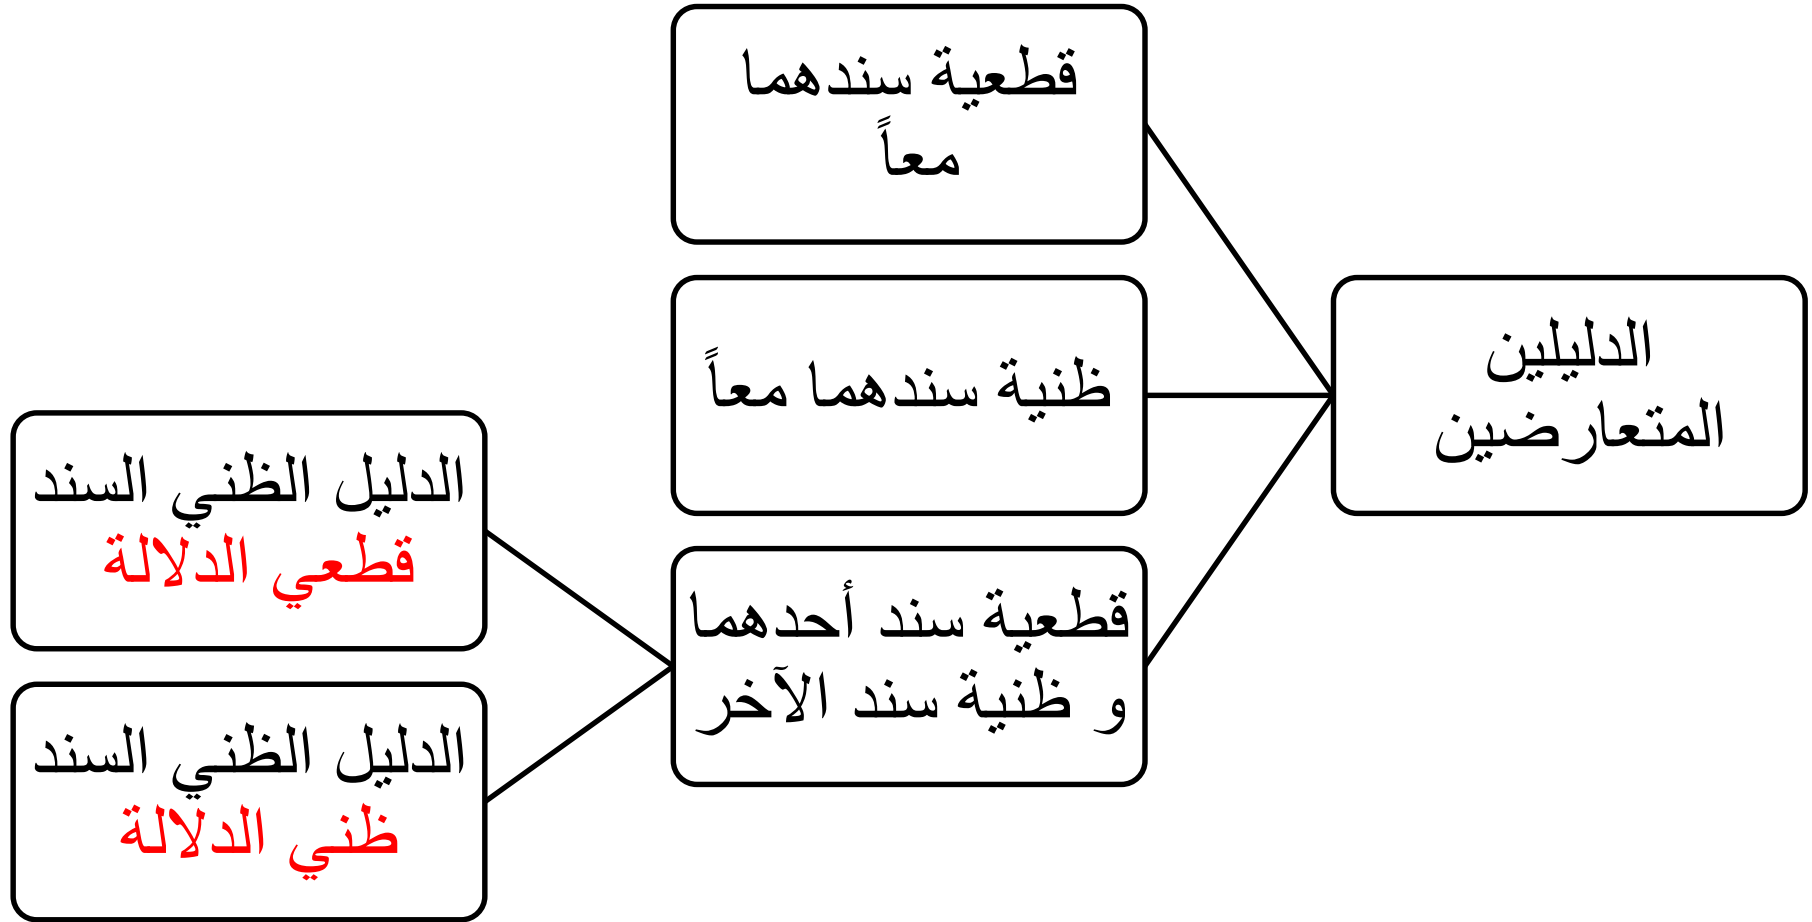 الدليلين
المتعارضين
قطعية سندهما
معاً
ظنية سندهما معاً
قطعية سند أحدهما
و ظنية سند الآخر
الدليل الظني السند
قطعي الدلالة
الدليل الظني السند
ظني الدلالة